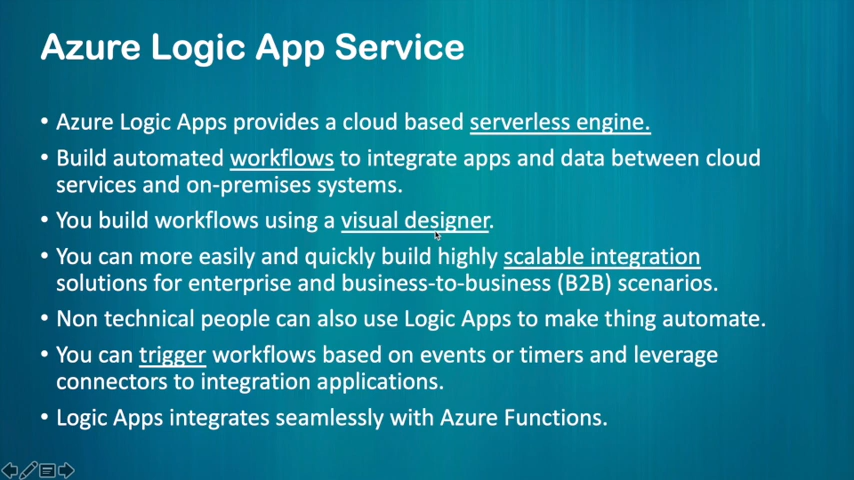 Azure Logic App Service
• Azure Logic Apps provides a cloud based serverless engine.
• Build automated workflows to integrate apps and data between cloud
services and on-premises systems.
• You build workflows using a visual designer.
• You can more easily and quickly build highly scalable integration
solutions for enterprise and business-to-business (B2B) scenarios.
• Non technical people can also use Logic Apps to make thing automate.
• You can trigger workflows based on events or timers and leverage
connectors to integration applications.
• Logic Apps integrates seamlessly with Azure Functions.